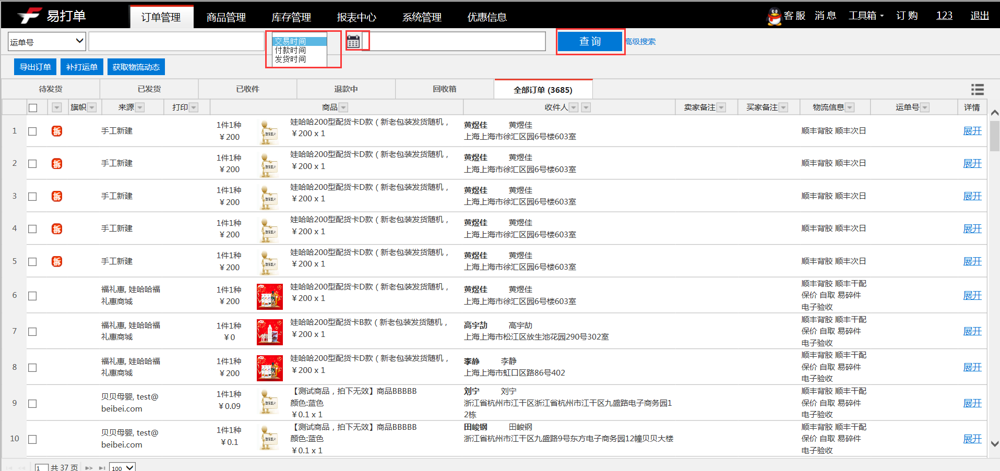 易打单 订单管理 商品管理 库存管理 报表中心 系统管理 优惠信息 客 服 消 息 工具箱 订 购 123 退出
运单号 交易时间 查 询 高级搜索
付款时间
发货时间
导出订单 补打运单 获取物流动态
待发货 已发货 已收件 退款中 回收箱 全部订单 (3685)
旗帜 来源 打印 商品 收件人 卖家备注 买家备注 物流信息 运单号 详情
1 拆 手工新建 1件1种 ￥200 暂无图片 娃哈哈200型配货卡D款（新老包装发货随机， ￥200 x 1 黄煜佳 黄煜佳 上海上海市徐汇区园6号楼603室 顺丰背胶 顺丰次日 展开
2 拆 手工新建 1件1种 ￥200 暂无图片 娃哈哈200型配货卡D款（新老包装发货随机， ￥200 x 1 黄煜佳 黄煜佳 上海上海市徐汇区园6号楼603室 顺丰背胶 顺丰次日 展开
3 拆 手工新建 1件1种 ￥200 暂无图片 娃哈哈200型配货卡D款（新老包装发货随机， ￥200 x 1 黄煜佳 黄煜佳 上海上海市徐汇区园6号楼603室 顺丰背胶 顺丰次日 展开
4 拆 手工新建 1件1种 ￥200 暂无图片 娃哈哈200型配货卡D款（新老包装发货随机， ￥200 x 1 黄煜佳 黄煜佳 上海上海市徐汇区园6号楼603室 顺丰背胶 顺丰次日 展开
5 拆 手工新建 1件1种 ￥200 暂无图片 娃哈哈200型配货卡D款（新老包装发货随机， ￥200 x 1 黄煜佳 黄煜佳 上海上海市徐汇区园6号楼603室 顺丰背胶 顺丰次日 展开
6 福礼惠, 娃哈哈福礼惠商城 1件1种 ￥200 娃哈哈200型配货卡D款（新老包装发货随机， ￥200 x 1 黄煜佳 黄煜佳 上海上海市徐汇区园6号楼603室 顺丰背胶 顺丰干配 保价 自取 易碎件 电子验收 展开
7 福礼惠, 娃哈哈福礼惠商城 1件1种 ￥0 娃哈哈200型配货卡B款（新老包装发货随机， ￥200 x 1 高宇劼 高宇劼 上海上海市松江区放生池花园290号302室 顺丰背胶 顺丰干配 保价 自取 易碎件 电子验收 展开
8 福礼惠, 娃哈哈福礼惠商城 1件1种 ￥200 娃哈哈200型配货卡D款（新老包装发货随机， ￥200 x 1 李静 李静 上海上海市虹口区路86号402 顺丰背胶 顺丰干配 保价 自取 易碎件 电子验收 展开
9 贝贝母婴, test@beibei.com 1件1种 ￥0.09 暂无图片 【测试商品，拍下无效】商品BBBBB 颜色:蓝色 ￥0.1 x 1 刘宁 刘宁 浙江省杭州市江干区浙江省杭州市江干区九盛路电子商务园12栋 顺丰背胶 顺丰干配 保价 自取 易碎件 电子验收 展开
10 贝贝母婴, test@beibei.com 1件1种 ￥0.1 暂无图片 【测试商品，拍下无效】商品BBBBB 颜色:蓝色 ￥0.1 x 1 田峻钢 田峻钢 浙江省杭州市江干区九盛路9号东方电子商务园12幢贝贝大楼 顺丰背胶 顺丰干配 保价 自取 易碎件 电子验收 展开
1 共 37 页 100